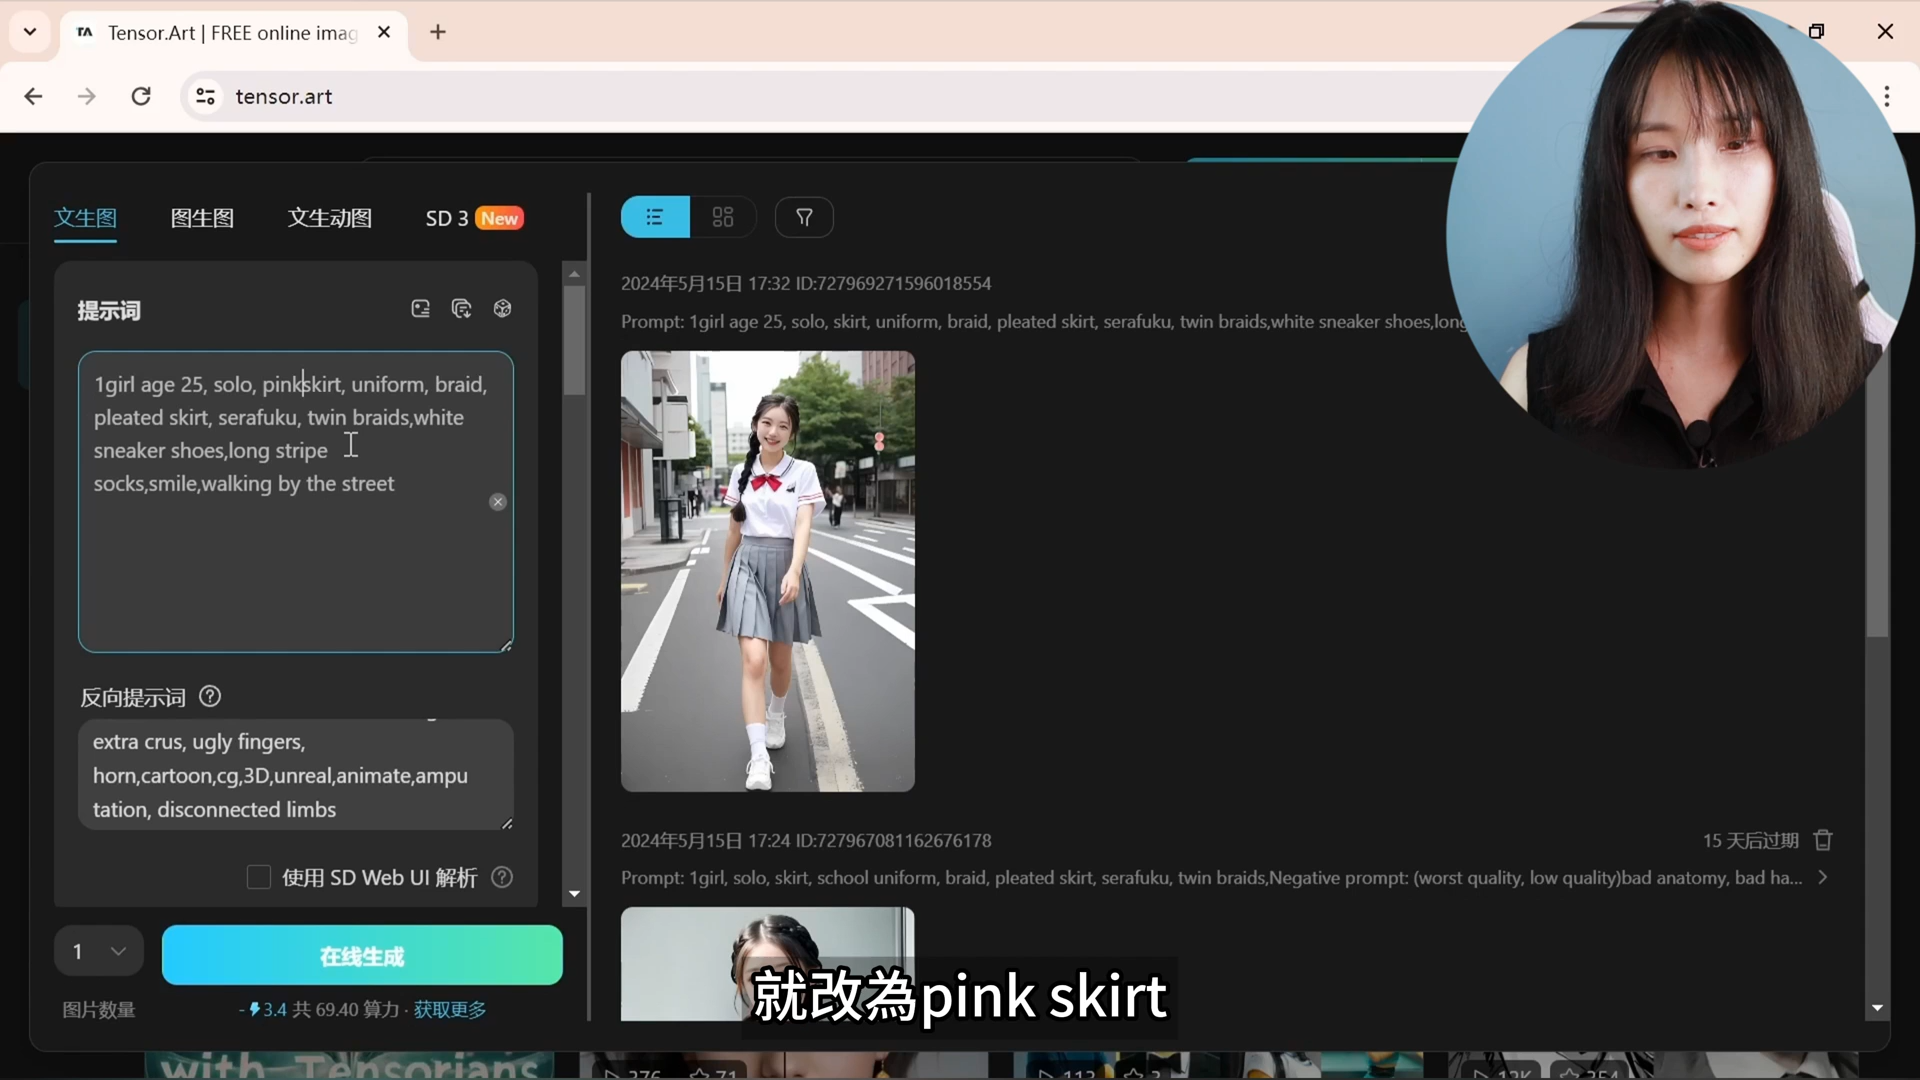 TA Tensor.Art | FREE online imag
tensor.art
文生图 图生图 文生动图 SD 3 New
提示词
1girl age 25, solo, pinkskirt, uniform, braid,
pleated skirt, serafuku, twin braids,white
sneaker shoes,long stripe
socks,smile,walking by the street
反向提示词
extra crus, ugly fingers,
horn,cartoon,cg,3D,unreal,animate,ampu
tation, disconnected limbs
使用 SD Web UI 解析
1
在线生成
图片数量
-3.4 共 69.40 算力 · 获取更多
2024年5月15日 17:32 ID:727969271596018554
Prompt: 1girl age 25, solo, skirt, uniform, braid, pleated skirt, serafuku, twin braids,white sneaker shoes,long
2024年5月15日 17:24 ID:727967081162676178
15 天后过期
Prompt: 1girl, solo, skirt, school uniform, braid, pleated skirt, serafuku, twin braids,Negative prompt: (worst quality, low quality)bad anatomy, bad ha...
就改為pink skirt
with Tensorians
376 71
113 3
13K 354